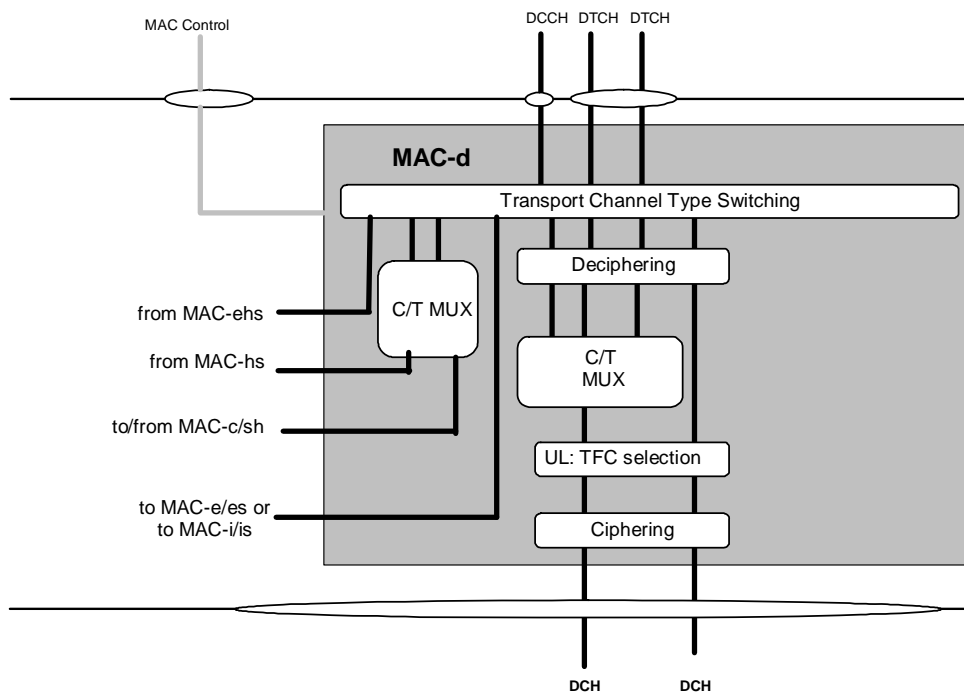 MAC Control
DCCH DTCH DTCH
MAC-d
Transport Channel Type Switching
Deciphering
from MAC-ehs
C/T MUX
from MAC-hs
C/T
MUX
to/from MAC-c/sh
UL: TFC selection
to MAC-e/es or
to MAC-i/is
Ciphering
DCH DCH